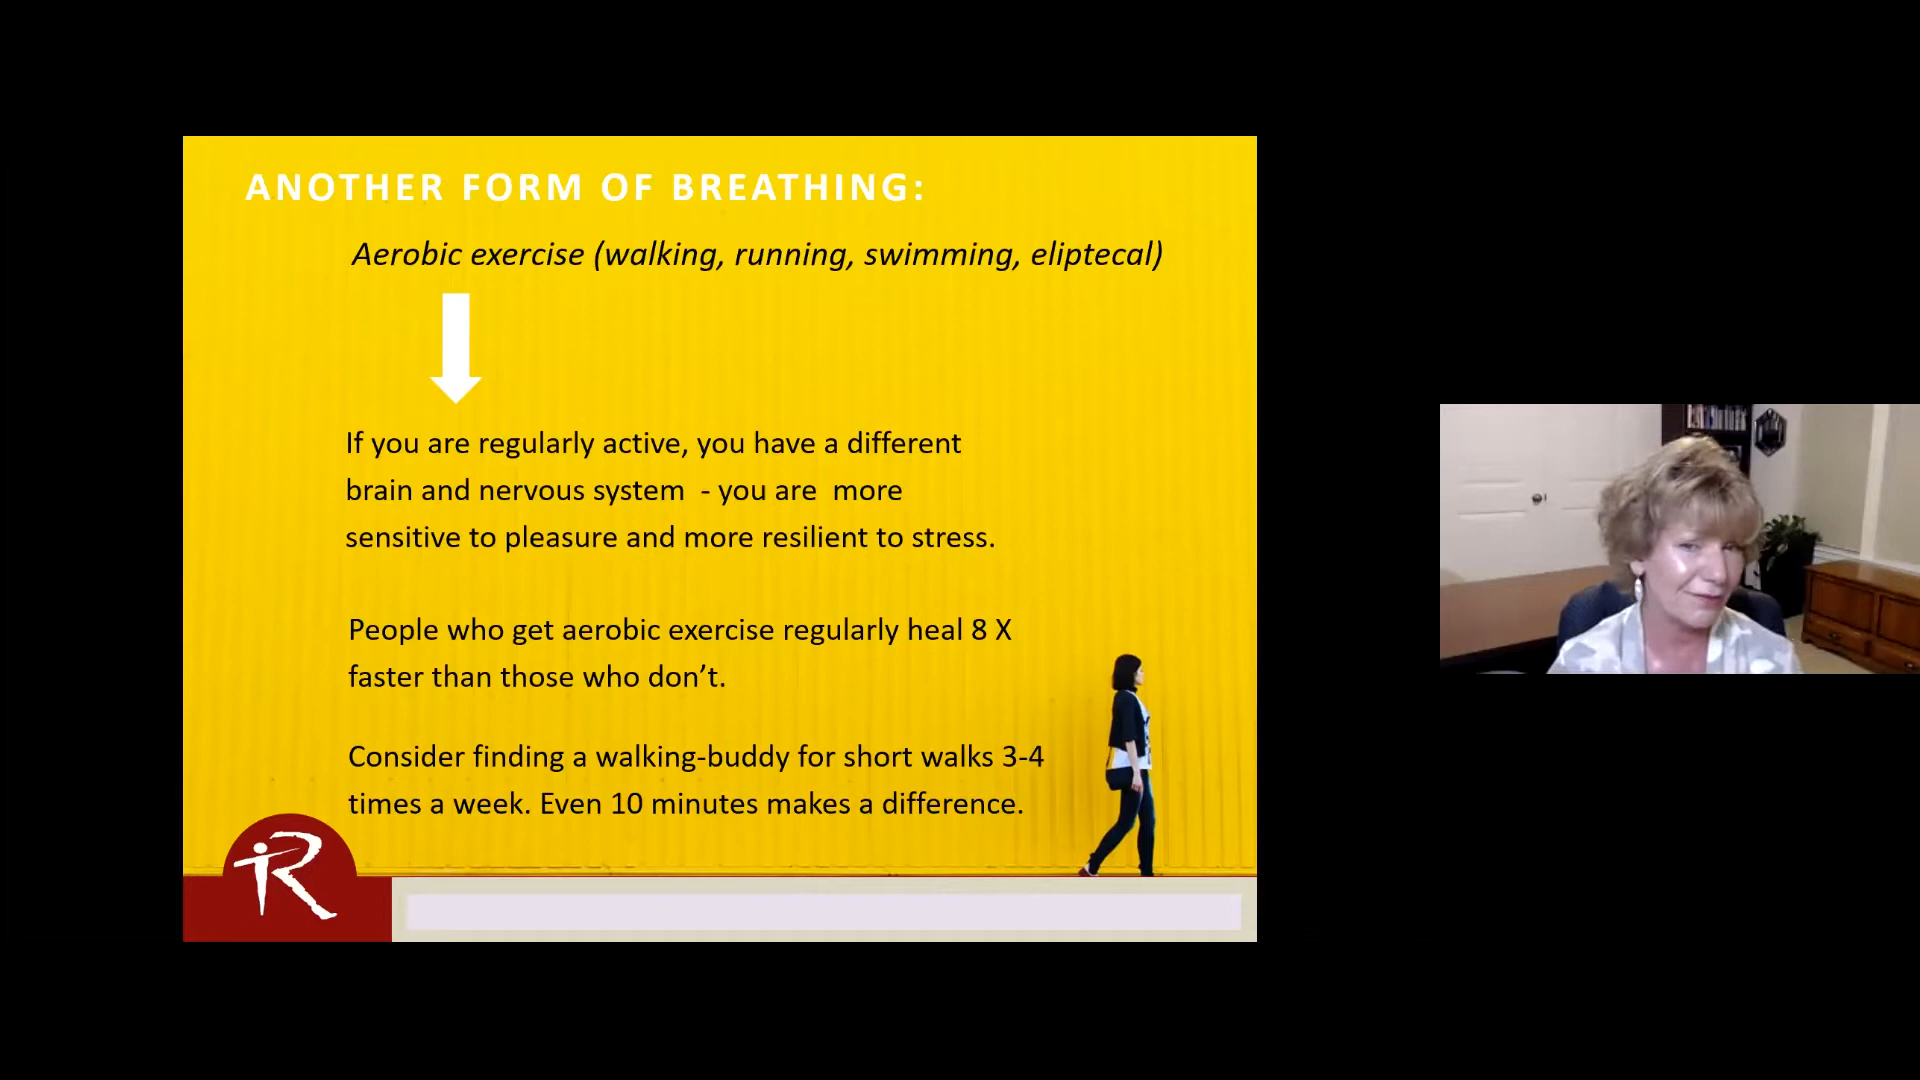 ANOTHER FORM OF BREATHING:
Aerobic exercise (walking, running, swimming, eliptecal)
If you are regularly active, you have a different
brain and nervous system - you are more
sensitive to pleasure and more resilient to stress.
People who get aerobic exercise regularly heal 8 X
faster than those who don’t.
Consider finding a walking-buddy for short walks 3-4
times a week. Even 10 minutes makes a difference.
R